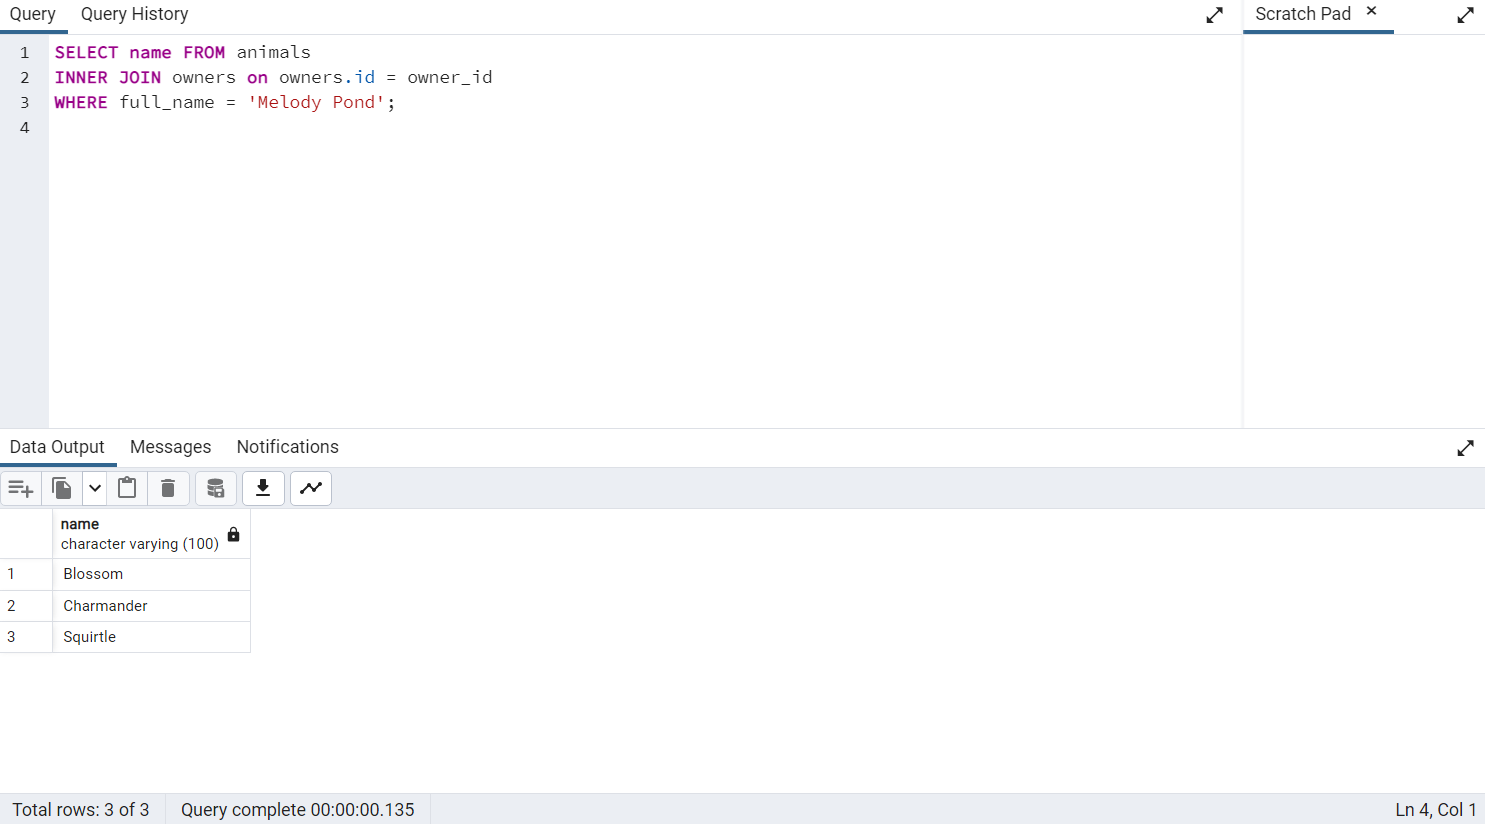 Query Query History
Scratch Pad ×
1 SELECT name FROM animals
2 INNER JOIN owners on owners.id = owner_id
3 WHERE full_name = 'Melody Pond';
4
Data Output Messages Notifications
name
character varying (100)
1 Blossom
2 Charmander
3 Squirtle
Total rows: 3 of 3 Query complete 00:00:00.135 Ln 4, Col 1